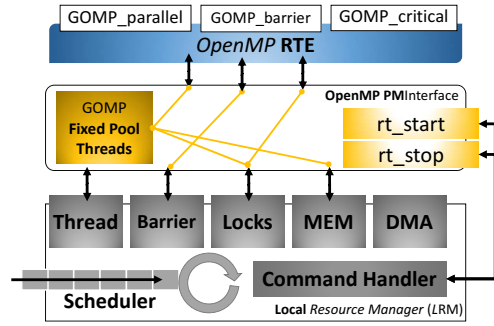 GOMP_parallel GOMP_barrier GOMP_critical
OpenMP RTE
OpenMP PMInterface
GOMP
Fixed Pool
Threads
rt_start
rt_stop
Thread Barrier Locks MEM DMA
Command Handler
Scheduler
Local Resource Manager (LRM)